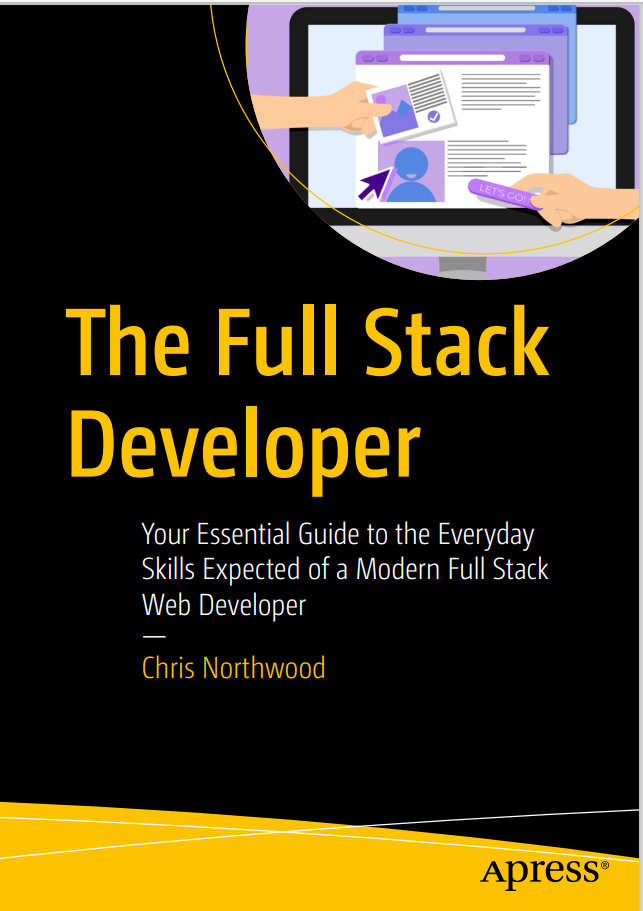 LET'S GO!
The Full Stack
Developer
Your Essential Guide to the Everyday
Skills Expected of a Modern Full Stack
Web Developer
—
Chris Northwood
Apress®